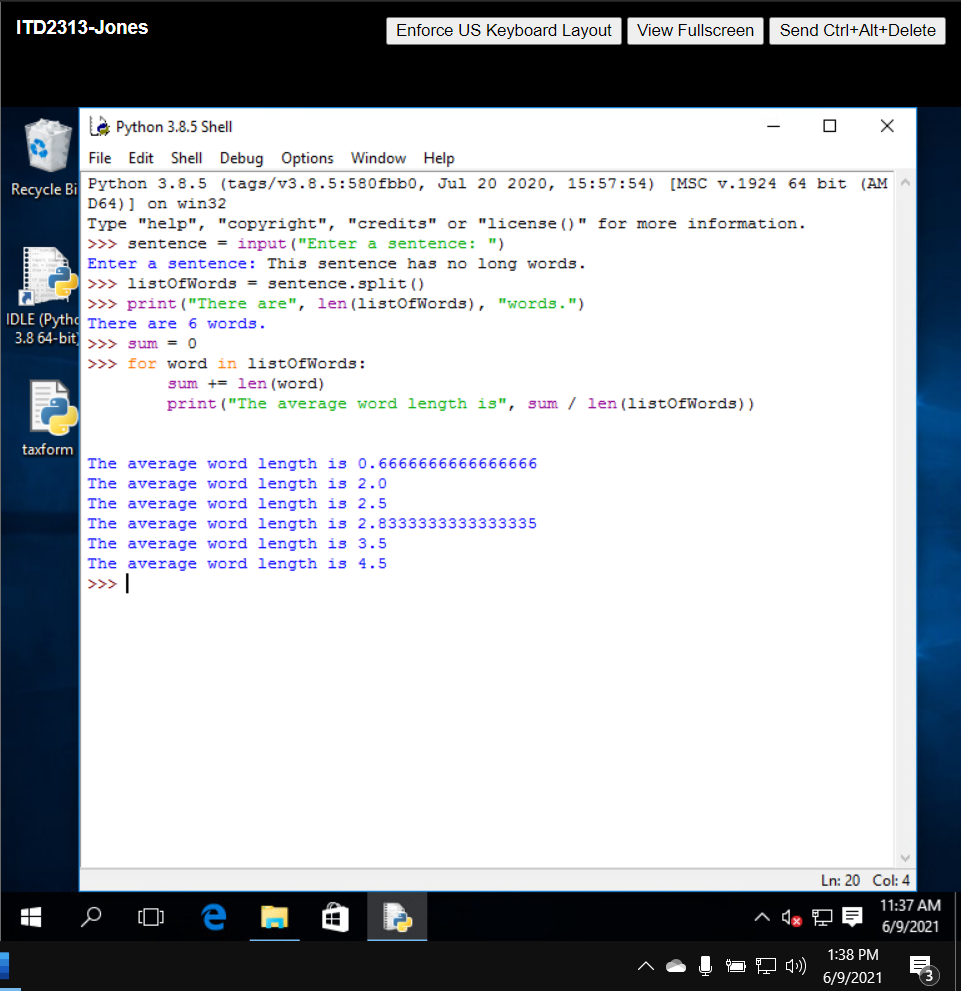 ITD2313-Jones
Enforce US Keyboard Layout
View Fullscreen
Send Ctrl+Alt+Delete
Recycle Bi
IDLE (Pytho
3.8 64-bit)
taxform
Python 3.8.5 Shell
File Edit Shell Debug Options Window Help
Python 3.8.5 (tags/v3.8.5:580fbb0, Jul 20 2020, 15:57:54) [MSC v.1924 64 bit (AM
D64)] on win32
Type "help", "copyright", "credits" or "license()" for more information.
>>> sentence = input("Enter a sentence: ")
Enter a sentence: This sentence has no long words.
>>> listOfWords = sentence.split()
>>> print("There are", len(listOfWords), "words.")
There are 6 words.
>>> sum = 0
>>> for word in listOfWords:
sum += len(word)
print("The average word length is", sum / len(listOfWords))
The average word length is 0.6666666666666666
The average word length is 2.0
The average word length is 2.5
The average word length is 2.8333333333333335
The average word length is 3.5
The average word length is 4.5
>>>
Ln: 20 Col: 4
11:37 AM
6/9/2021
1:38 PM
6/9/2021
3